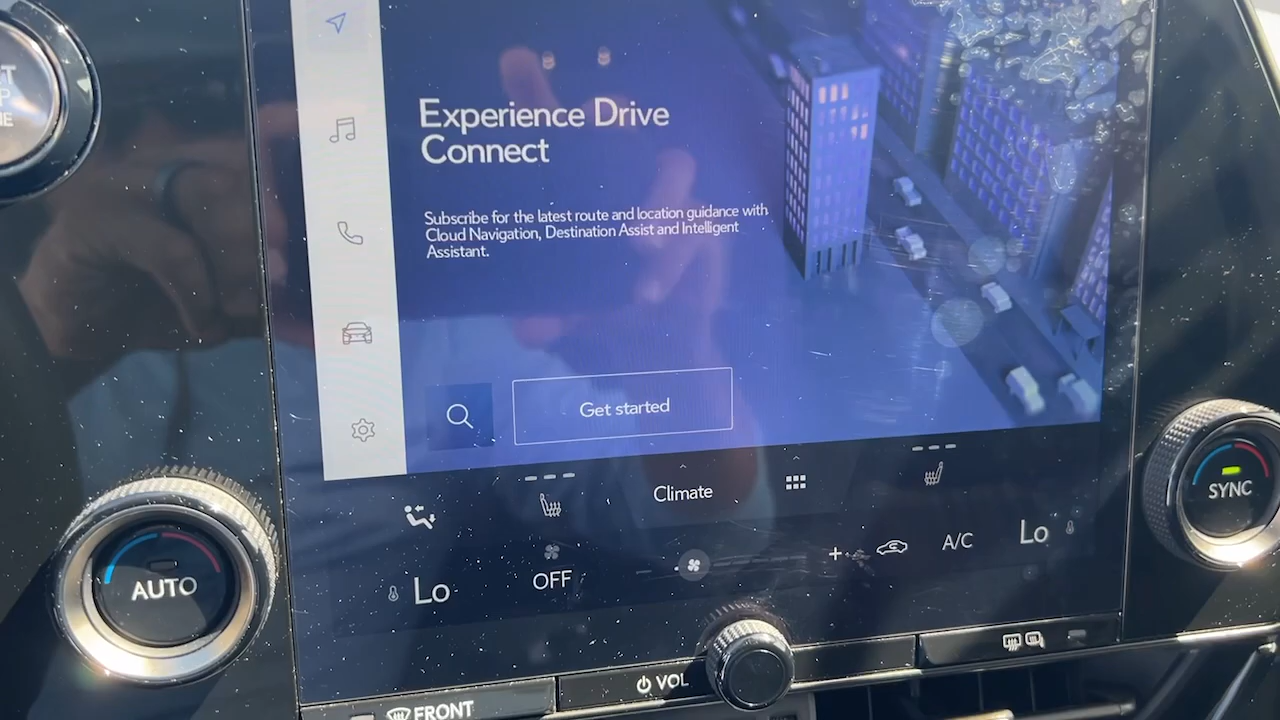 Experience Drive
Connect
Subscribe for the latest route and location guidance with
Cloud Navigation, Destination Assist and Intelligent
Assistant.
Get started
Climate
SYNC
A/C
Lo
AUTO
Lo
OFF
VOL
FRONT